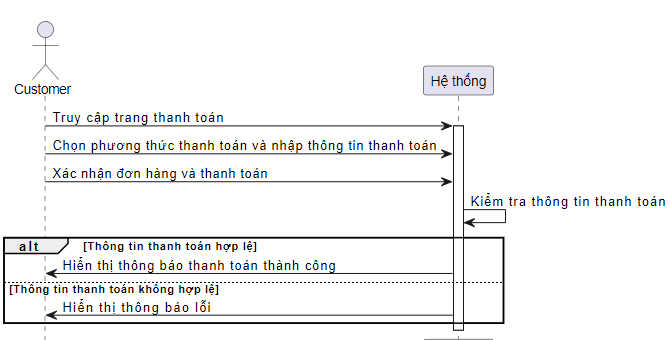 Customer
Hệ thống
Truy cập trang thanh toán
Chọn phương thức thanh toán và nhập thông tin thanh toán
Xác nhận đơn hàng và thanh toán
Kiểm tra thông tin thanh toán
alt [Thông tin thanh toán hợp lệ]
Hiển thị thông báo thanh toán thành công
[Thông tin thanh toán không hợp lệ]
Hiển thị thông báo lỗi